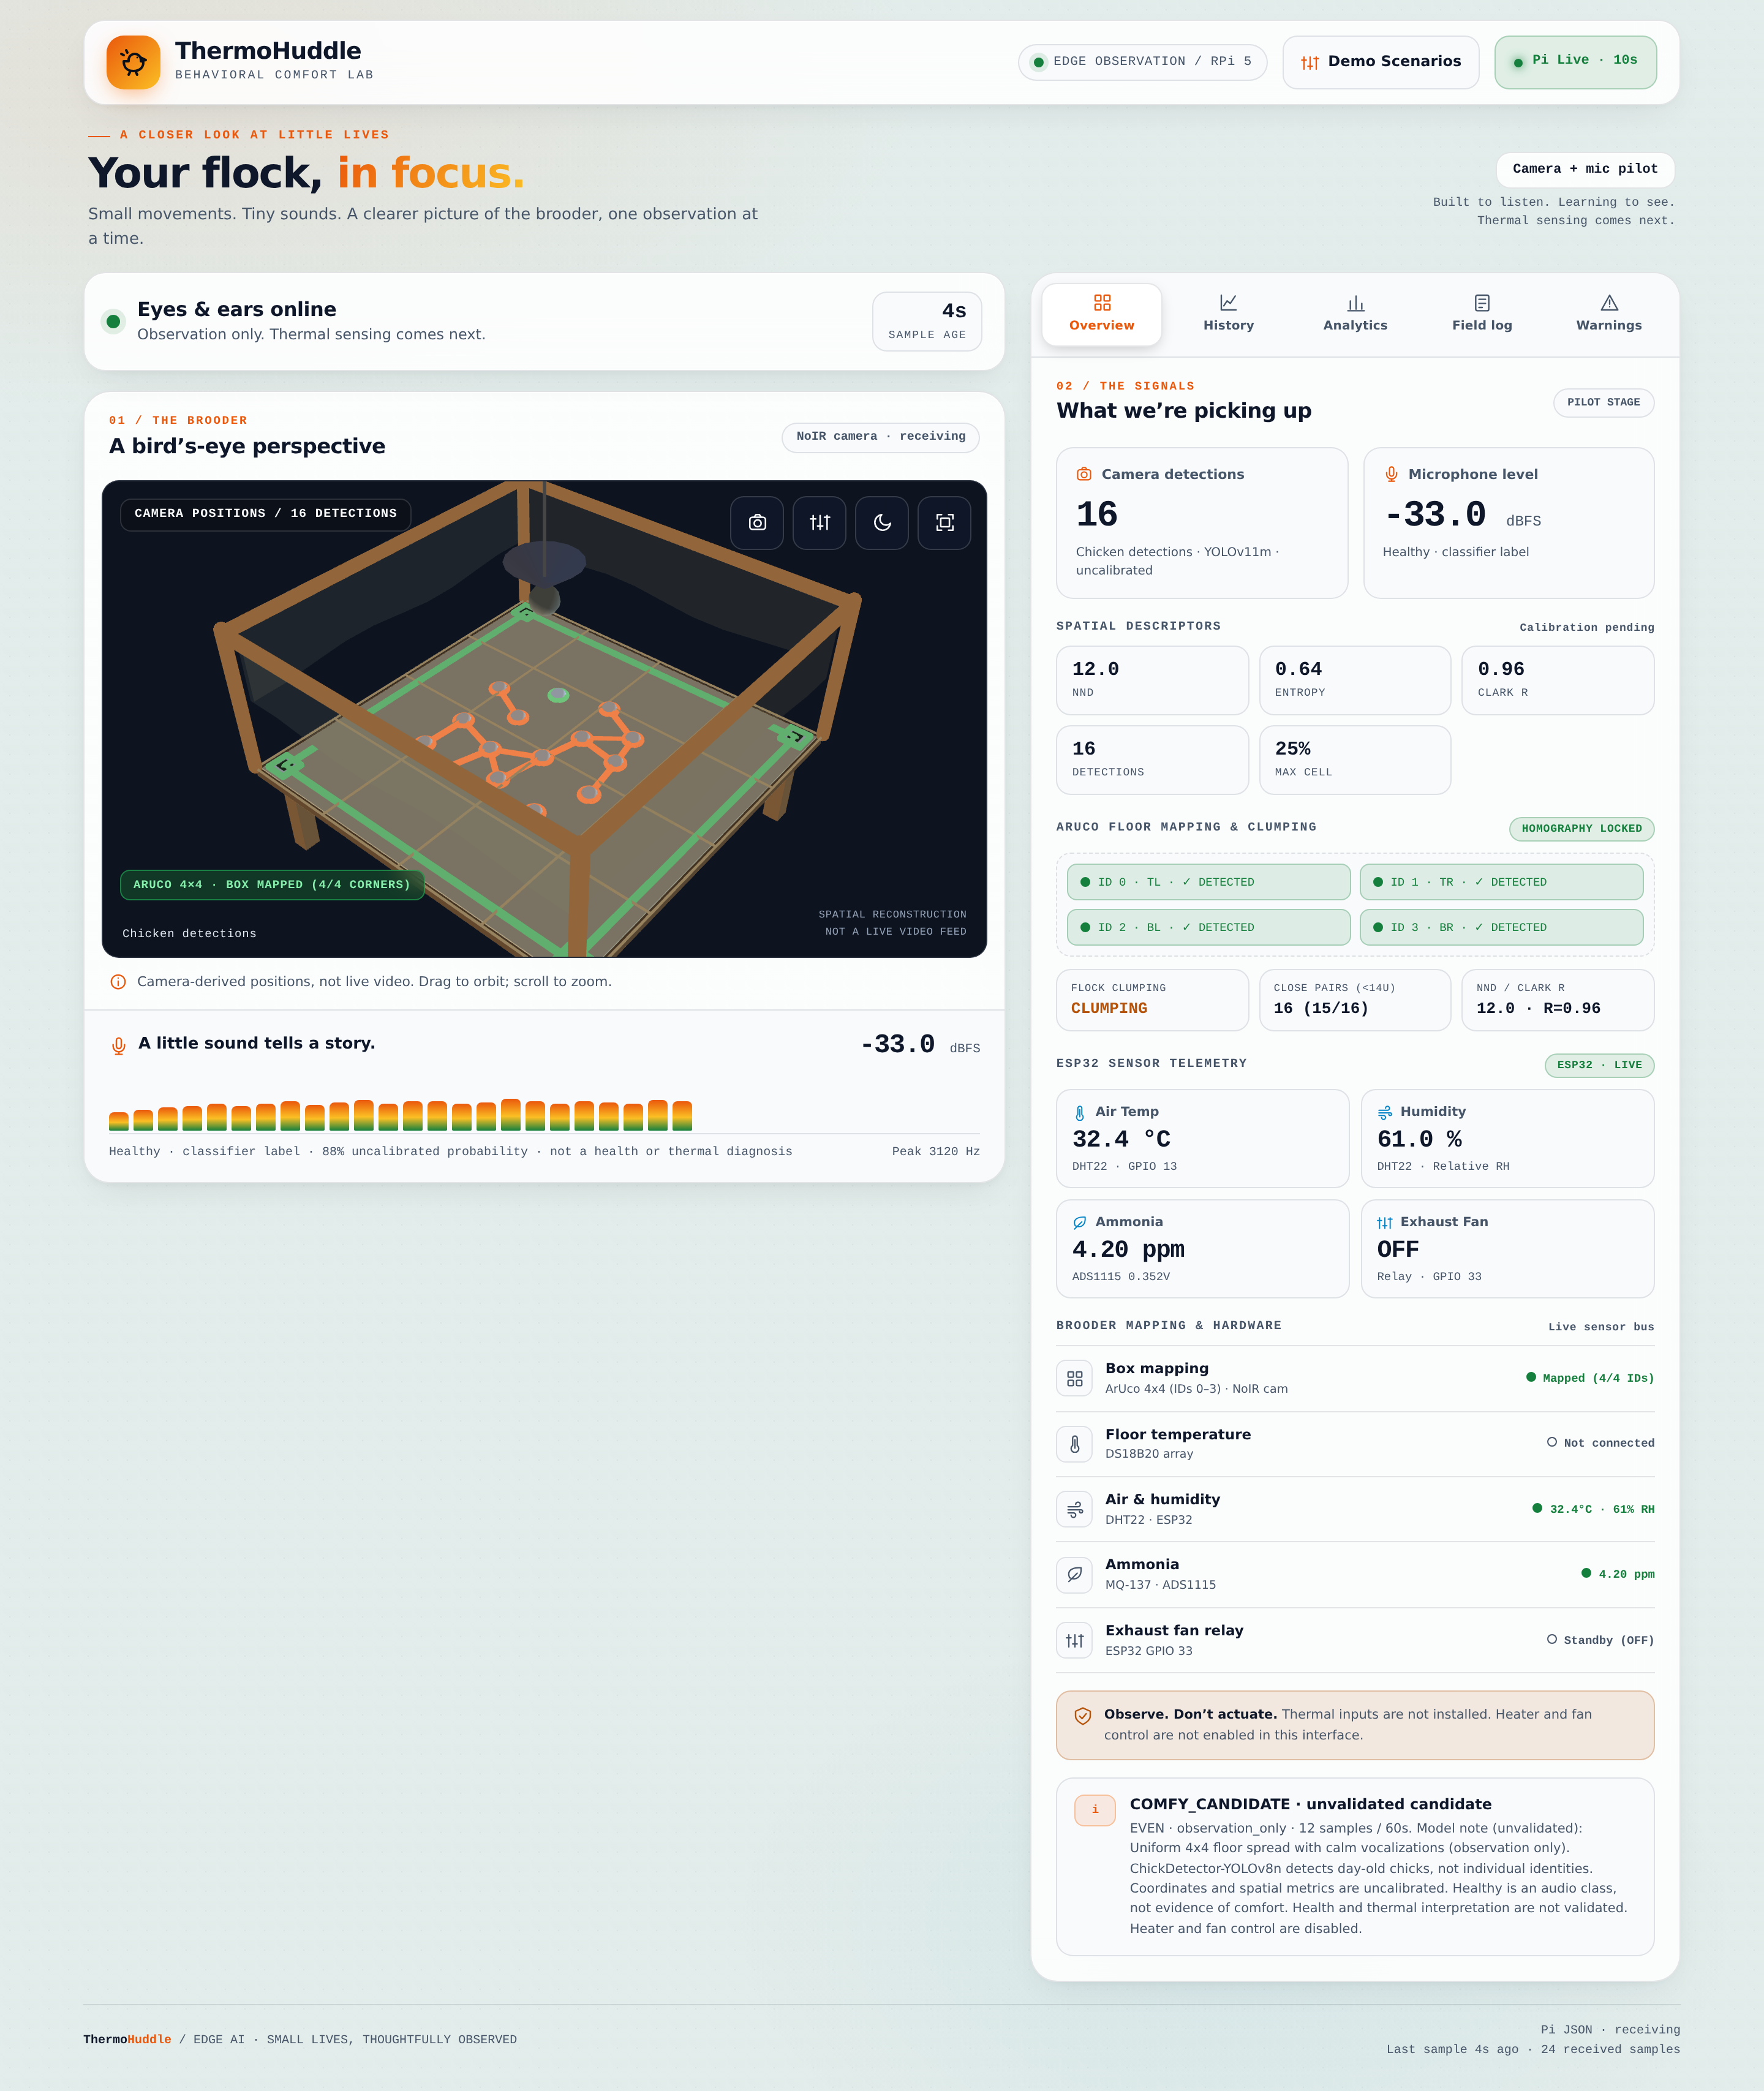 ThermoHuddle
BEHAVIORAL COMFORT LAB
EDGE OBSERVATION / RPi 5
Demo Scenarios
Pi Live · 10s
A CLOSER LOOK AT LITTLE LIVES
Your flock, in focus.
Small movements. Tiny sounds. A clearer picture of the brooder, one observation at
a time.
Camera + mic pilot
Built to listen. Learning to see.
Thermal sensing comes next.
Eyes & ears online
Observation only. Thermal sensing comes next.
4s
SAMPLE AGE
01 / THE BROODER
A bird’s-eye perspective
NoIR camera · receiving
CAMERA POSITIONS / 16 DETECTIONS
ARUCO 4×4 · BOX MAPPED (4/4 CORNERS)
Chicken detections
SPATIAL RECONSTRUCTION
NOT A LIVE VIDEO FEED
Camera-derived positions, not live video. Drag to orbit; scroll to zoom.
A little sound tells a story.
-33.0 dBFS
Healthy · classifier label · 88% uncalibrated probability · not a health or thermal diagnosis
Peak 3120 Hz
Overview
History
Analytics
Field log
Warnings
02 / THE SIGNALS
What we’re picking up
PILOT STAGE
Camera detections
16
Chicken detections · YOLOv11m ·
uncalibrated
Microphone level
-33.0 dBFS
Healthy · classifier label
SPATIAL DESCRIPTORS
Calibration pending
12.0
NND
0.64
ENTROPY
0.96
CLARK R
16
DETECTIONS
25%
MAX CELL
ARUCO FLOOR MAPPING & CLUMPING
HOMOGRAPHY LOCKED
ID 0 · TL · ✓ DETECTED
ID 1 · TR · ✓ DETECTED
ID 2 · BL · ✓ DETECTED
ID 3 · BR · ✓ DETECTED
FLOCK CLUMPING
CLUMPING
CLOSE PAIRS (<14U)
16 (15/16)
NND / CLARK R
12.0 · R=0.96
ESP32 SENSOR TELEMETRY
ESP32 · LIVE
Air Temp
32.4 °C
DHT22 · GPIO 13
Humidity
61.0 %
DHT22 · Relative RH
Ammonia
4.20 ppm
ADS1115 0.352V
Exhaust Fan
OFF
Relay · GPIO 33
BROODER MAPPING & HARDWARE
Live sensor bus
Box mapping
ArUco 4x4 (IDs 0–3) · NoIR cam
Mapped (4/4 IDs)
Floor temperature
DS18B20 array
Not connected
Air & humidity
DHT22 · ESP32
32.4°C · 61% RH
Ammonia
MQ-137 · ADS1115
4.20 ppm
Exhaust fan relay
ESP32 GPIO 33
Standby (OFF)
Observe. Don’t actuate. Thermal inputs are not installed. Heater and fan
control are not enabled in this interface.
i
COMFY_CANDIDATE · unvalidated candidate
EVEN · observation_only · 12 samples / 60s. Model note (unvalidated):
Uniform 4x4 floor spread with calm vocalizations (observation only).
ChickDetector-YOLOv8n detects day-old chicks, not individual identities.
Coordinates and spatial metrics are uncalibrated. Healthy is an audio class,
not evidence of comfort. Health and thermal interpretation are not validated.
Heater and fan control are disabled.
ThermoHuddle / EDGE AI · SMALL LIVES, THOUGHTFULLY OBSERVED
Pi JSON · receiving
Last sample 4s ago · 24 received samples